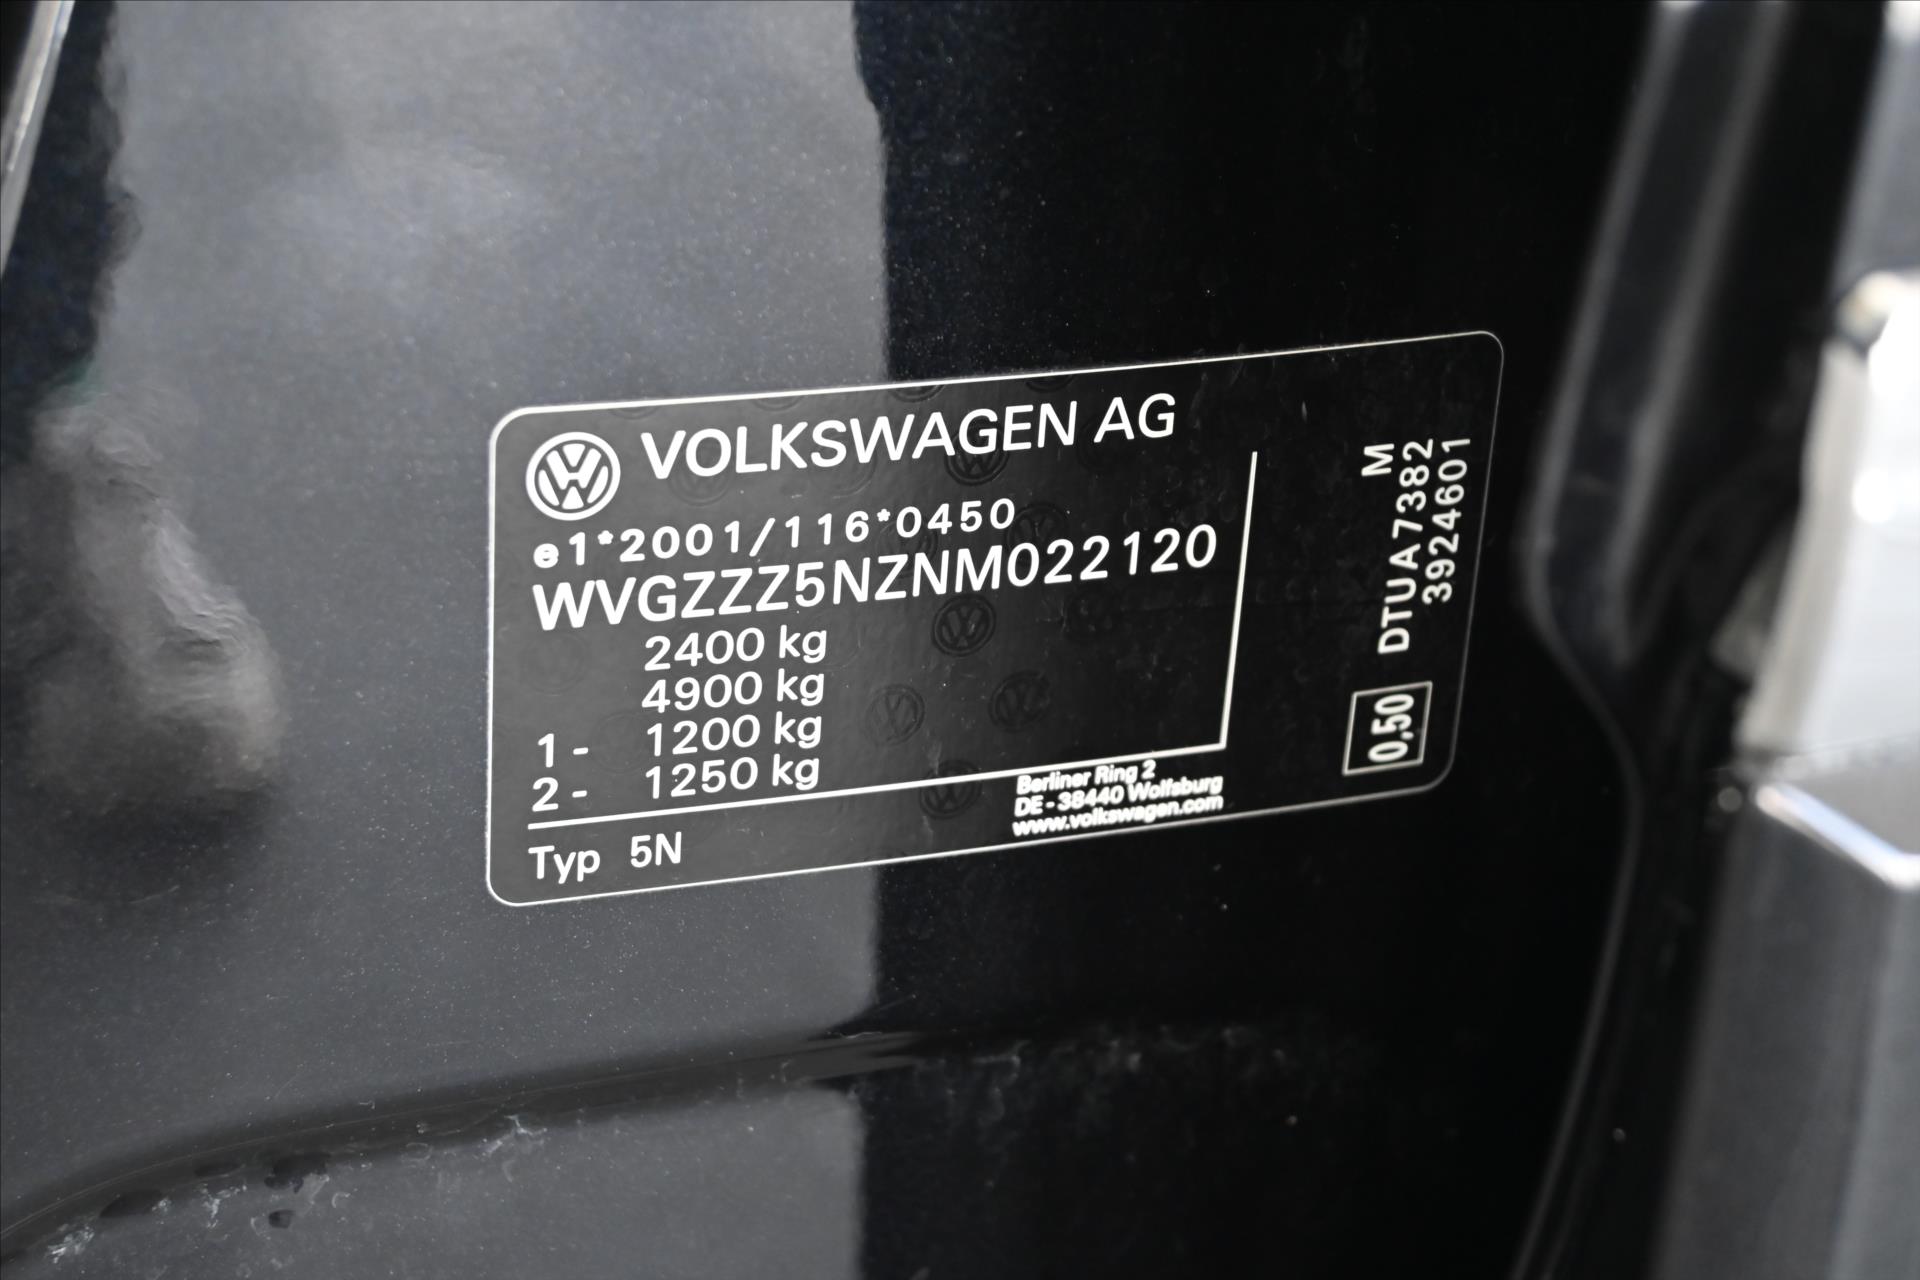 VOLKSWAGEN AG
e1*2001/116*0450
WVGZZZ5NZNM022120
2400 kg
4900 kg
1 - 1200 kg
2 - 1250 kg
Typ 5N
Berliner Ring 2
DE - 38440 Wolfsburg
www.volkswagen.com
M
DTUA7382
3924601
0,50